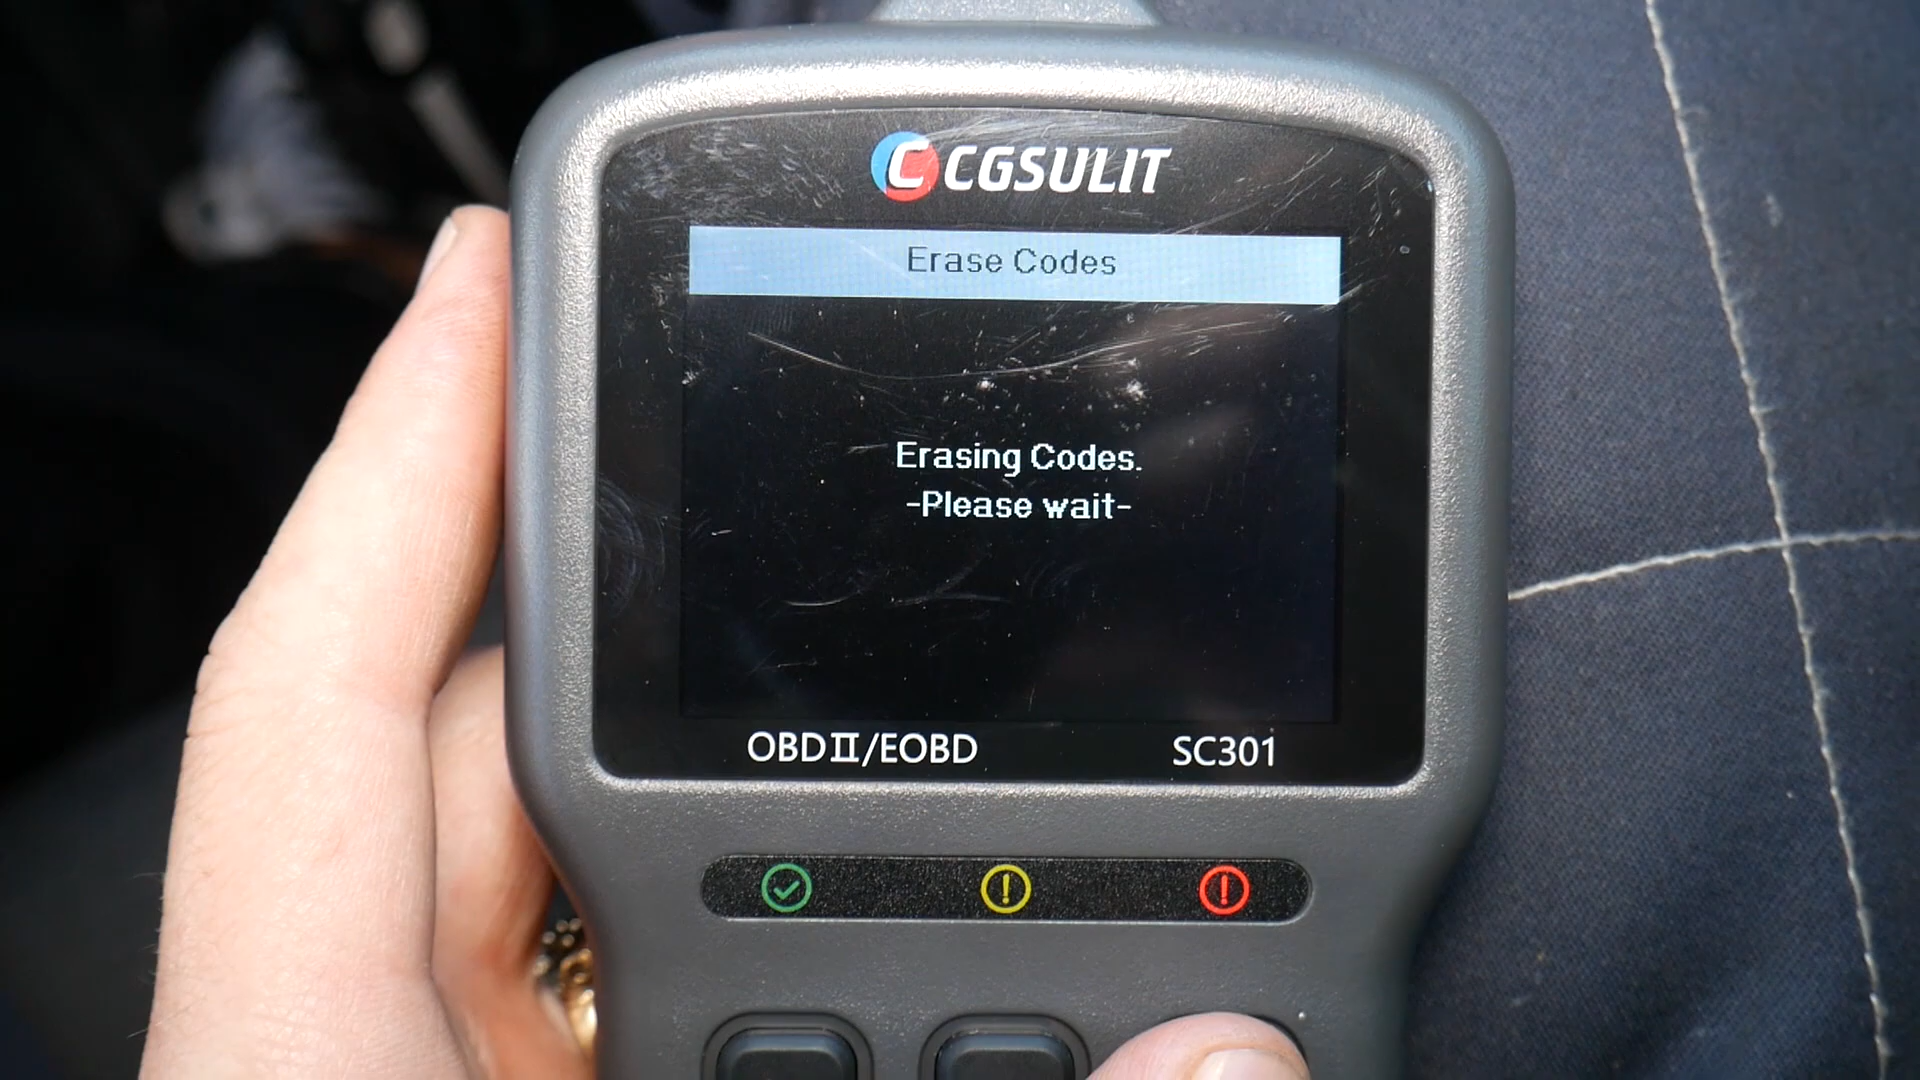 C CGSULIT
Erase Codes
Erasing Codes.
-Please wait-
OBDII/EOBD SC301